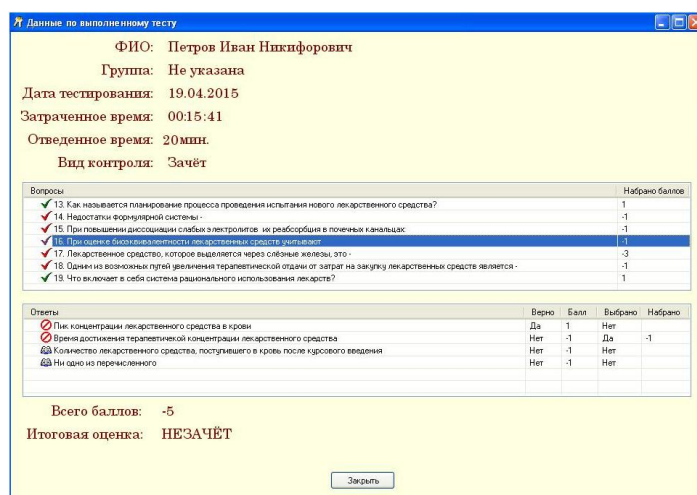 Данные по выполненному тесту
ФИО: Петров Иван Никифорович
Группа: Не указана
Дата тестирования: 19.04.2015
Затраченное время: 00:15:41
Отведенное время: 20мин.
Вид контроля: Зачёт
Вопросы Набрано баллов
13. Как называется планирование процесса проведения испытания нового лекарственного средства? 1
14. Недостатки формулярной системы - -1
15. При повышении диссоциации слабых электролитов их реабсорбция в почечных канальцах: -1
16. При оценке биоэквивалентности лекарственных средств учитывают -1
17. Лекарственное средство, которое выделяется через слёзные железы, это - -3
18. Одним из возможных путей увеличения терапевтической отдачи от затрат на закупку лекарственных средств является - -1
19. Что включает в себя система рационального использования лекарств? 1
Ответы Верно Балл Выбрано Набрано
Пик концентрации лекарственного средства в крови Да 1 Нет
Время достижения терапевтичекой концентрации лекарственного средства Нет -1 Да -1
Количество лекарственного средства, поступившего в кровь после курсового введения Нет -1 Нет
Ни одно из перечисленного Нет -1 Нет
Всего баллов: -5
Итоговая оценка: НЕЗАЧЁТ
Закрыть